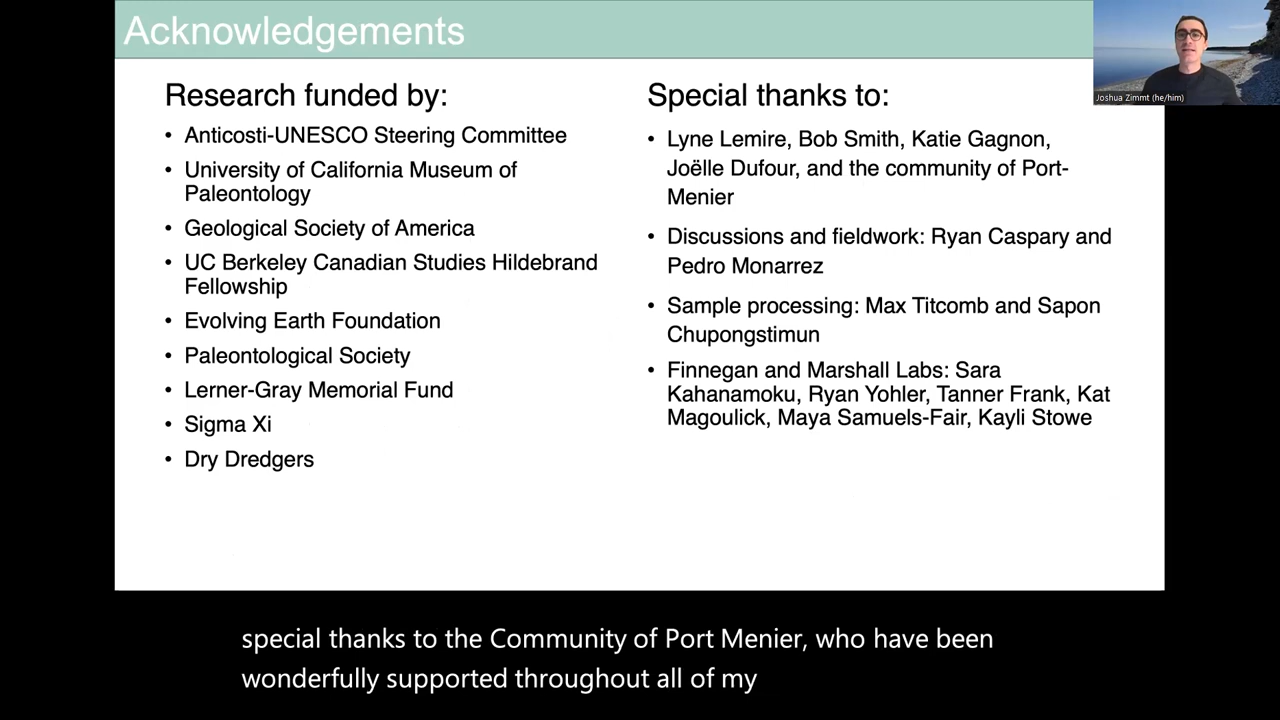 Acknowledgements
Joshua Zimmt (he/him)
Research funded by:
• Anticosti-UNESCO Steering Committee
• University of California Museum of
Paleontology
• Geological Society of America
• UC Berkeley Canadian Studies Hildebrand
Fellowship
• Evolving Earth Foundation
• Paleontological Society
• Lerner-Gray Memorial Fund
• Sigma Xi
• Dry Dredgers
Special thanks to:
• Lyne Lemire, Bob Smith, Katie Gagnon,
Joëlle Dufour, and the community of Port-
Menier
• Discussions and fieldwork: Ryan Caspary and
Pedro Monarrez
• Sample processing: Max Titcomb and Sapon
Chupongstimun
• Finnegan and Marshall Labs: Sara
Kahanamoku, Ryan Yohler, Tanner Frank, Kat
Magoulick, Maya Samuels-Fair, Kayli Stowe
special thanks to the Community of Port Menier, who have been
wonderfully supported throughout all of my